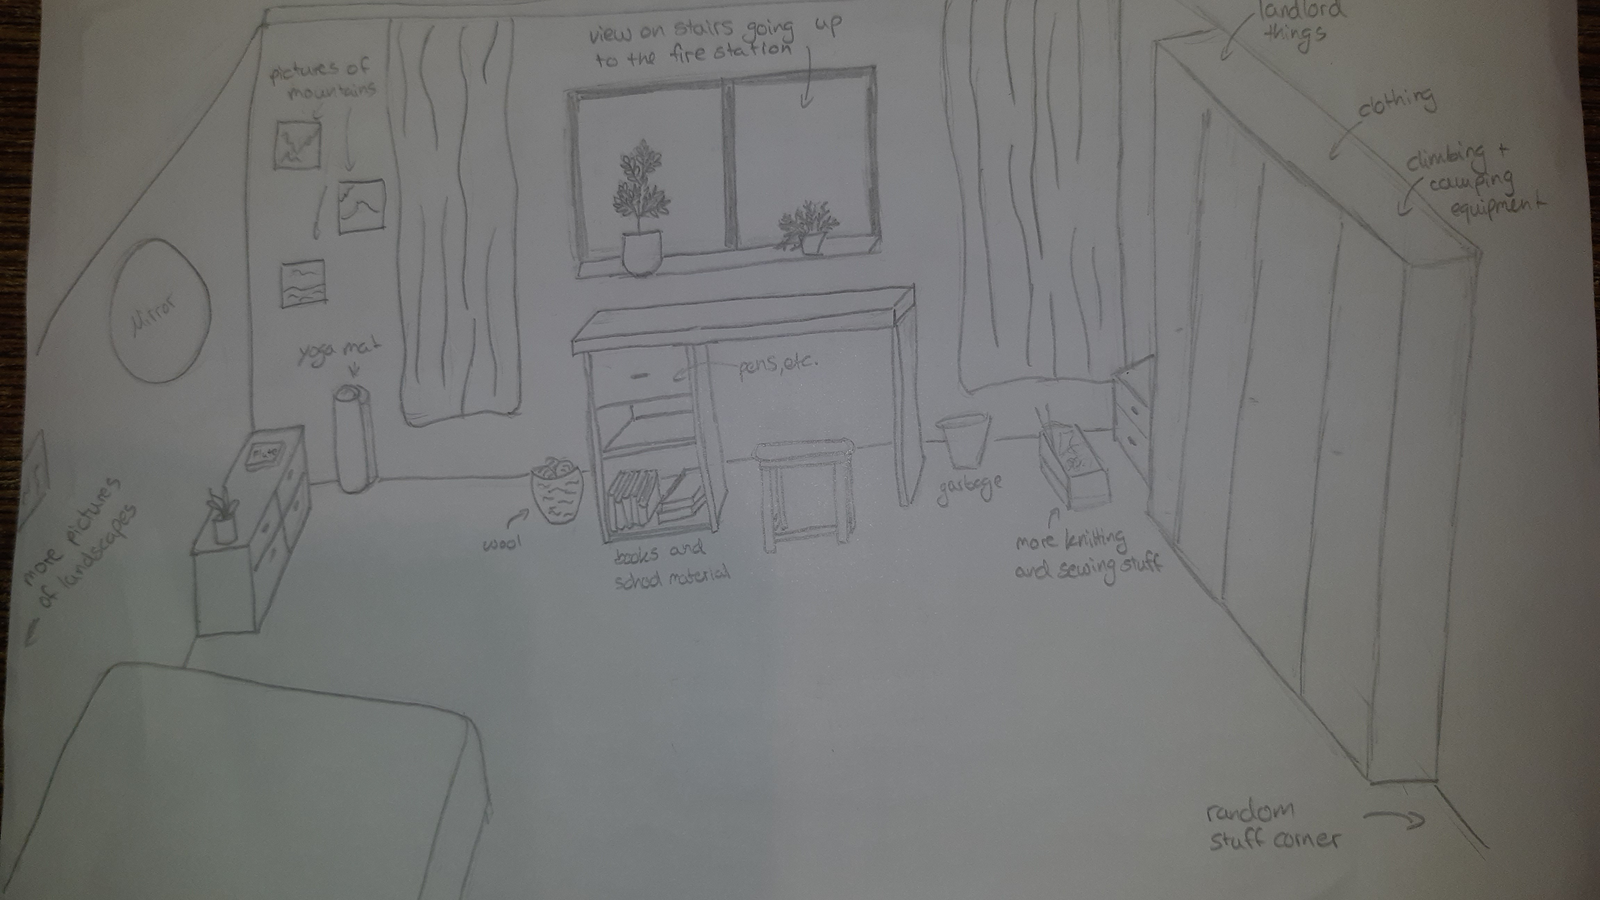 landlord
things
view on stairs going up
to the fire station
pictures of
mountains
clothing
climbing +
camping
equipment
Mirror
yoga mat
pens, etc.
garbage
more pictures
of landscapes
wool
books and
school material
more knitting
and sewing stuff
random
stuff corner